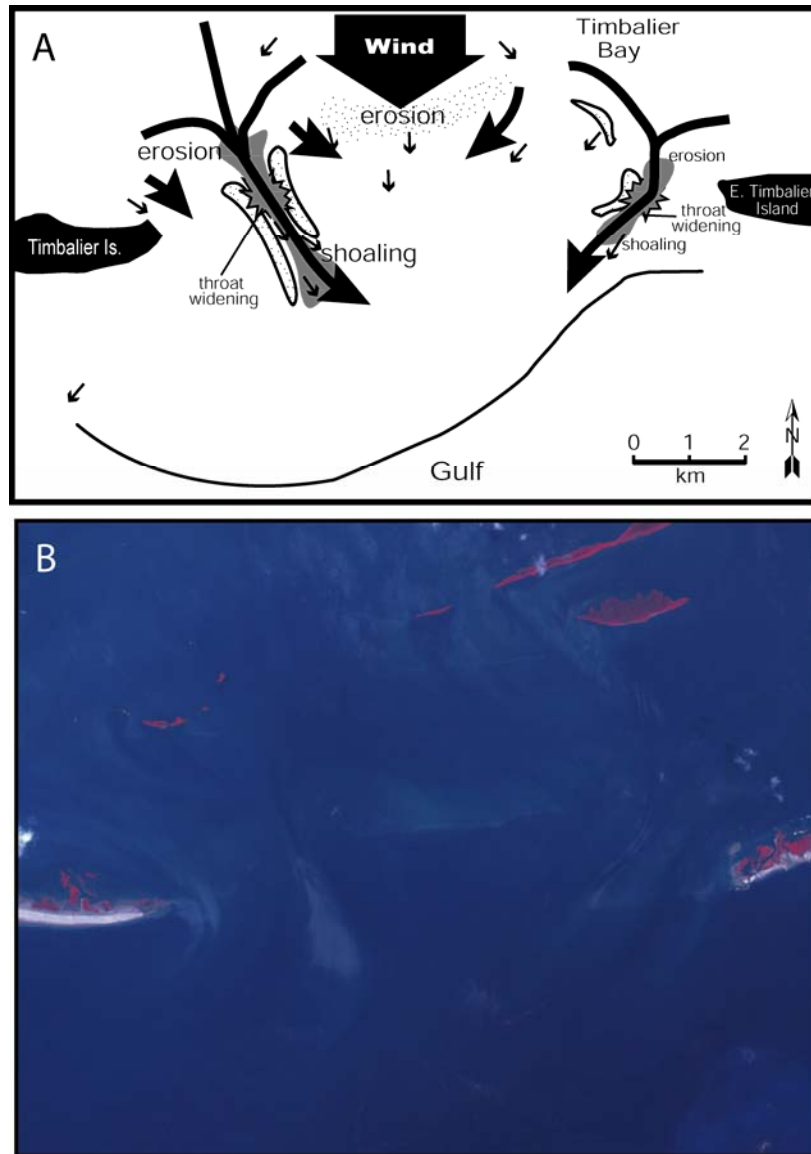 A
Wind
Timbalier
Bay
erosion
erosion
erosion
E. Timbalier
Island
throat
widening
Timbalier Is.
shoaling
shoaling
throat
widening
0 1 2
km
N
Gulf
B